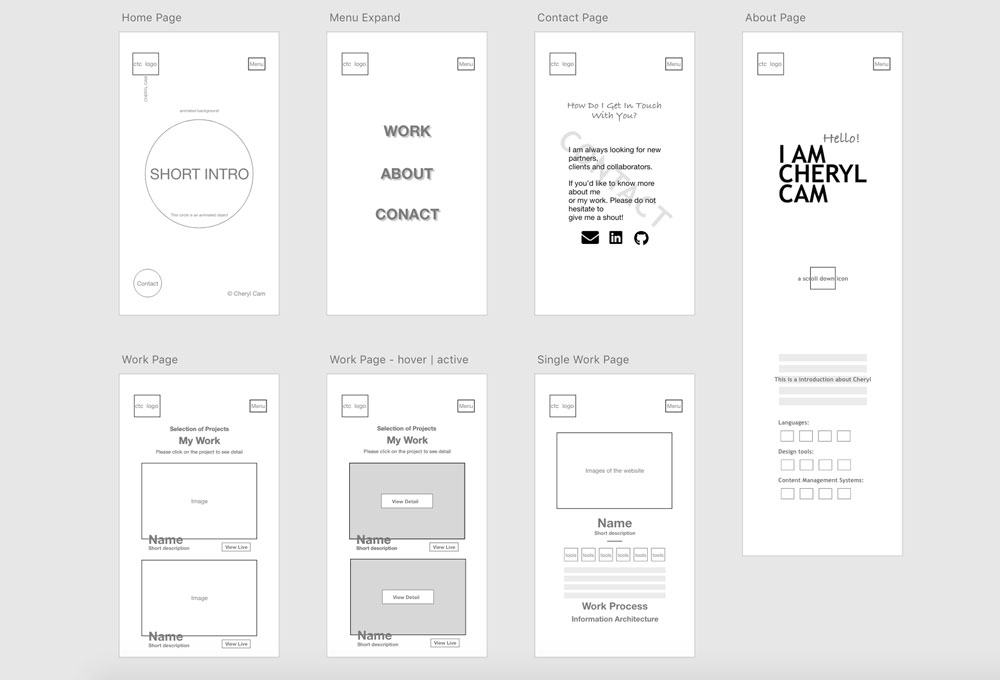 Home Page
ctc logo
Menu
CHERYL CAM
animated background
SHORT INTRO
This circle is an animated object
Contact
© Cheryl Cam
Menu Expand
ctc logo
Menu
WORK
ABOUT
CONACT
Contact Page
ctc logo
Menu
How Do I Get In Touch
With You?
CONTACT
I am always looking for new
partners,
clients and collaborators.
If you'd like to know more
about me
or my work. Please do not
hesitate to
give me a shout!
About Page
ctc logo
Menu
Hello!
I AM
CHERYL
CAM
a scroll down icon
This is a introduction about Cheryl
Languages:
Design tools:
Content Management Systems:
Work Page
ctc logo
Menu
Selection of Projects
My Work
Please click on the project to see detail
Image
Name
Short description
View Live
Image
Name
Short description
View Live
Work Page - hover | active
ctc logo
Menu
Selection of Projects
My Work
Please click on the project to see detail
View Detail
Name
Short description
View Live
View Detail
Name
Short description
View Live
Single Work Page
ctc logo
Menu
Images of the website
Name
Short description
tools tools tools tools tools tools
Work Process
Information Architecture